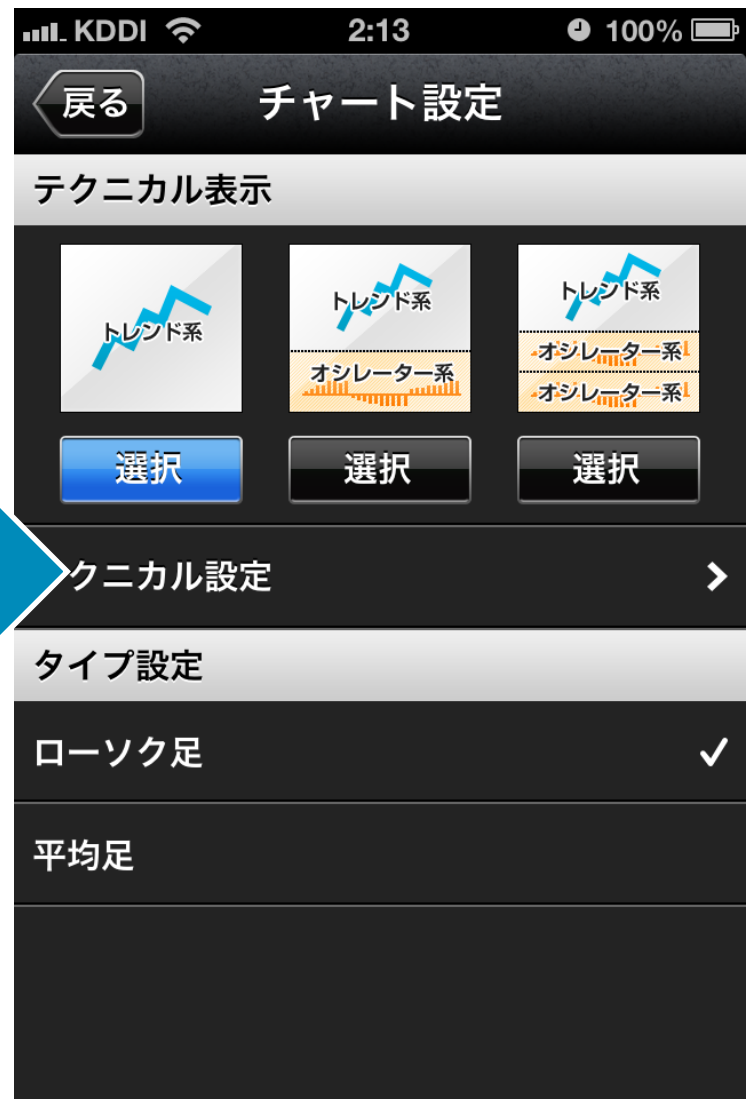 KDDI 2:13 100%
戻る チャート設定
テクニカル表示
トレンド系 トレンド系 トレンド系
オシレーター系 オシレーター系
オシレーター系
選択 選択 選択
クニカル設定
タイプ設定
ローソク足
平均足